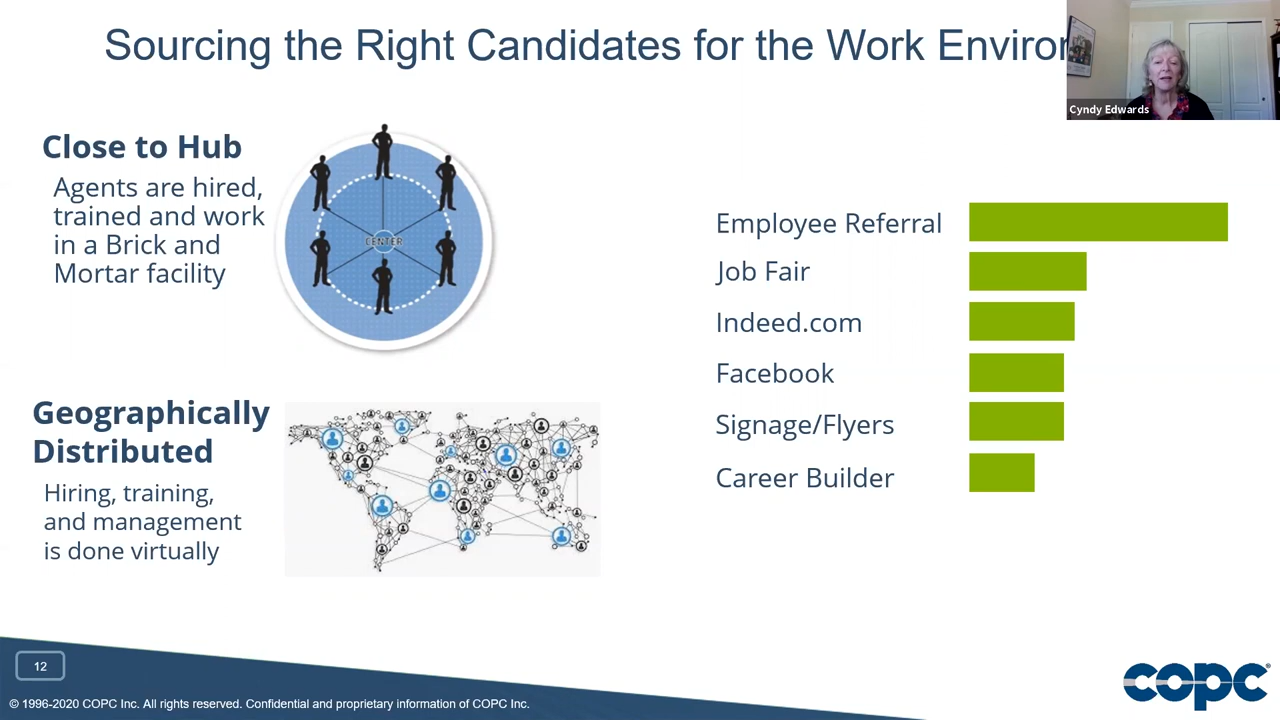 Sourcing the Right Candidates for the Work
Cyndy Edwards
Close to Hub
Agents are hired,
trained and work
in a Brick and
Mortar facility
CENTER
Geographically
Distributed
Hiring, training,
and management
is done virtually
Employee Referral
Job Fair
Indeed.com
Facebook
Signage/Flyers
Career Builder
12
© 1996-2020 COPC Inc. All rights reserved. Confidential and proprietary information of COPC Inc.
copc®